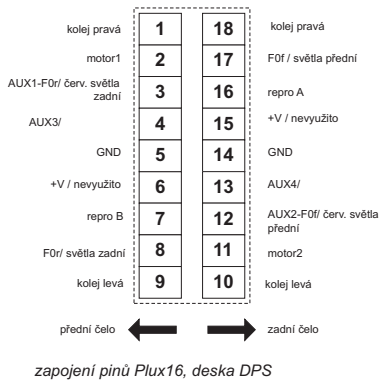 kolej pravá 1 18 kolej pravá
motor1 2 17 F0f / světla přední
AUX1-F0r/ červ. světla
zadní 3 16 repro A
AUX3/ 4 15 +V / nevyužito
GND 5 14 GND
+V / nevyužito 6 13 AUX4/
repro B 7 12 AUX2-F0f/ červ. světla
přední
F0r/ světla zadní 8 11 motor2
kolej levá 9 10 kolej levá
přední čelo zadní čelo
zapojení pinů Plux16, deska DPS